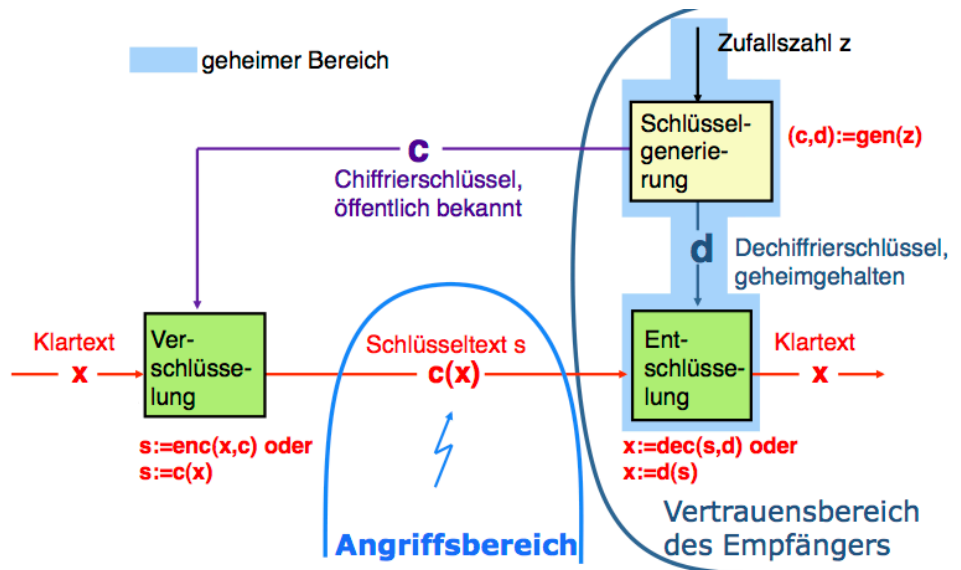 geheimer Bereich
Zufallszahl z
Schlüssel-
generie-
rung
(c,d):=gen(z)
c
Chiffrierschlüssel,
öffentlich bekannt
d
Dechiffrierschlüssel,
geheimgehalten
Klartext
x
Ver-
schlüsse-
lung
s:=enc(x,c) oder
s:=c(x)
Schlüsseltext s
c(x)
Angriffsbereich
Ent-
schlüsse-
lung
x:=dec(s,d) oder
x:=d(s)
Klartext
x
Vertrauensbereich
des Empfängers